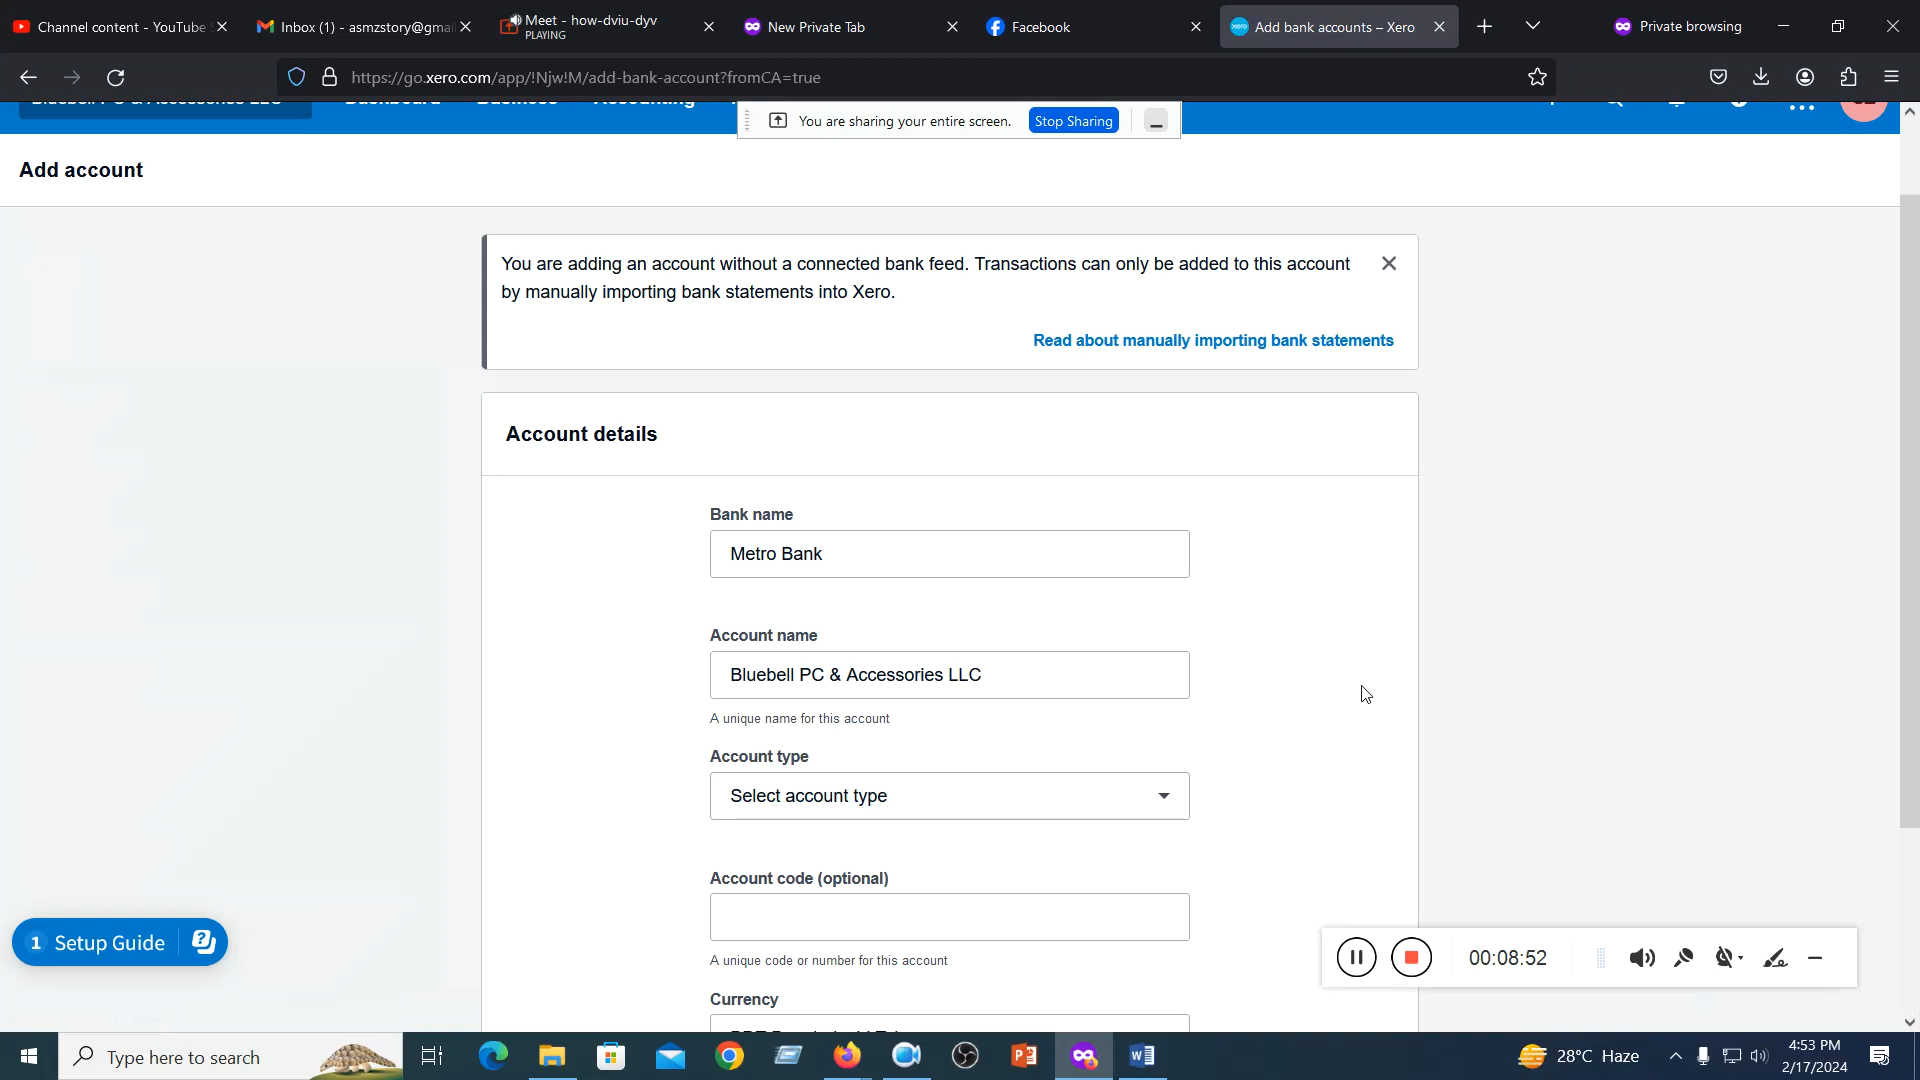 Channel content - YouTube
Inbox (1) - asmzstory@gmai
Meet - how-dviu-dyv
PLAYING
New Private Tab
Facebook
Add bank accounts – Xero
Private browsing
https://go.xero.com/app/!Njw!M/add-bank-account?fromCA=true
Bluebell PC & Accessories LLC
Dashboard
Business
Accounting
You are sharing your entire screen.
Stop Sharing
Add account
You are adding an account without a connected bank feed. Transactions can only be added to this account
by manually importing bank statements into Xero.
Read about manually importing bank statements
Account details
Bank name
Metro Bank
Account name
Bluebell PC & Accessories LLC
A unique name for this account
Account type
Select account type
Account code (optional)
A unique code or number for this account
Currency
1 Setup Guide
00:08:52
Type here to search
28°C Haze
4:53 PM
2/17/2024